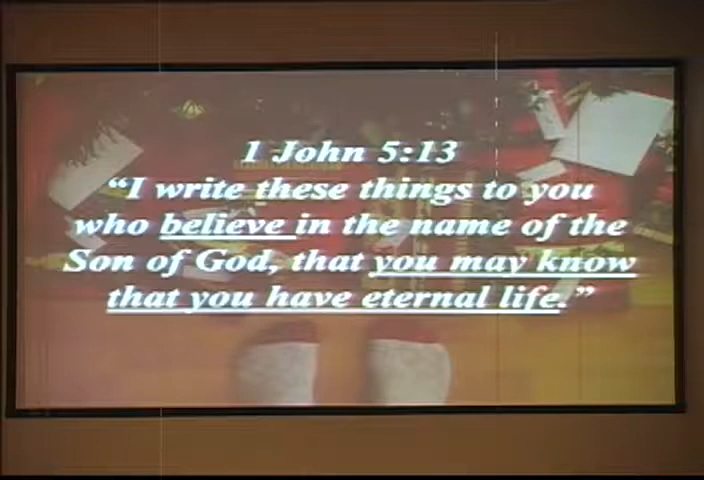 1 John 5:13
“I write these things to you
who believe in the name of the
Son of God, that you may know
that you have eternal life.”